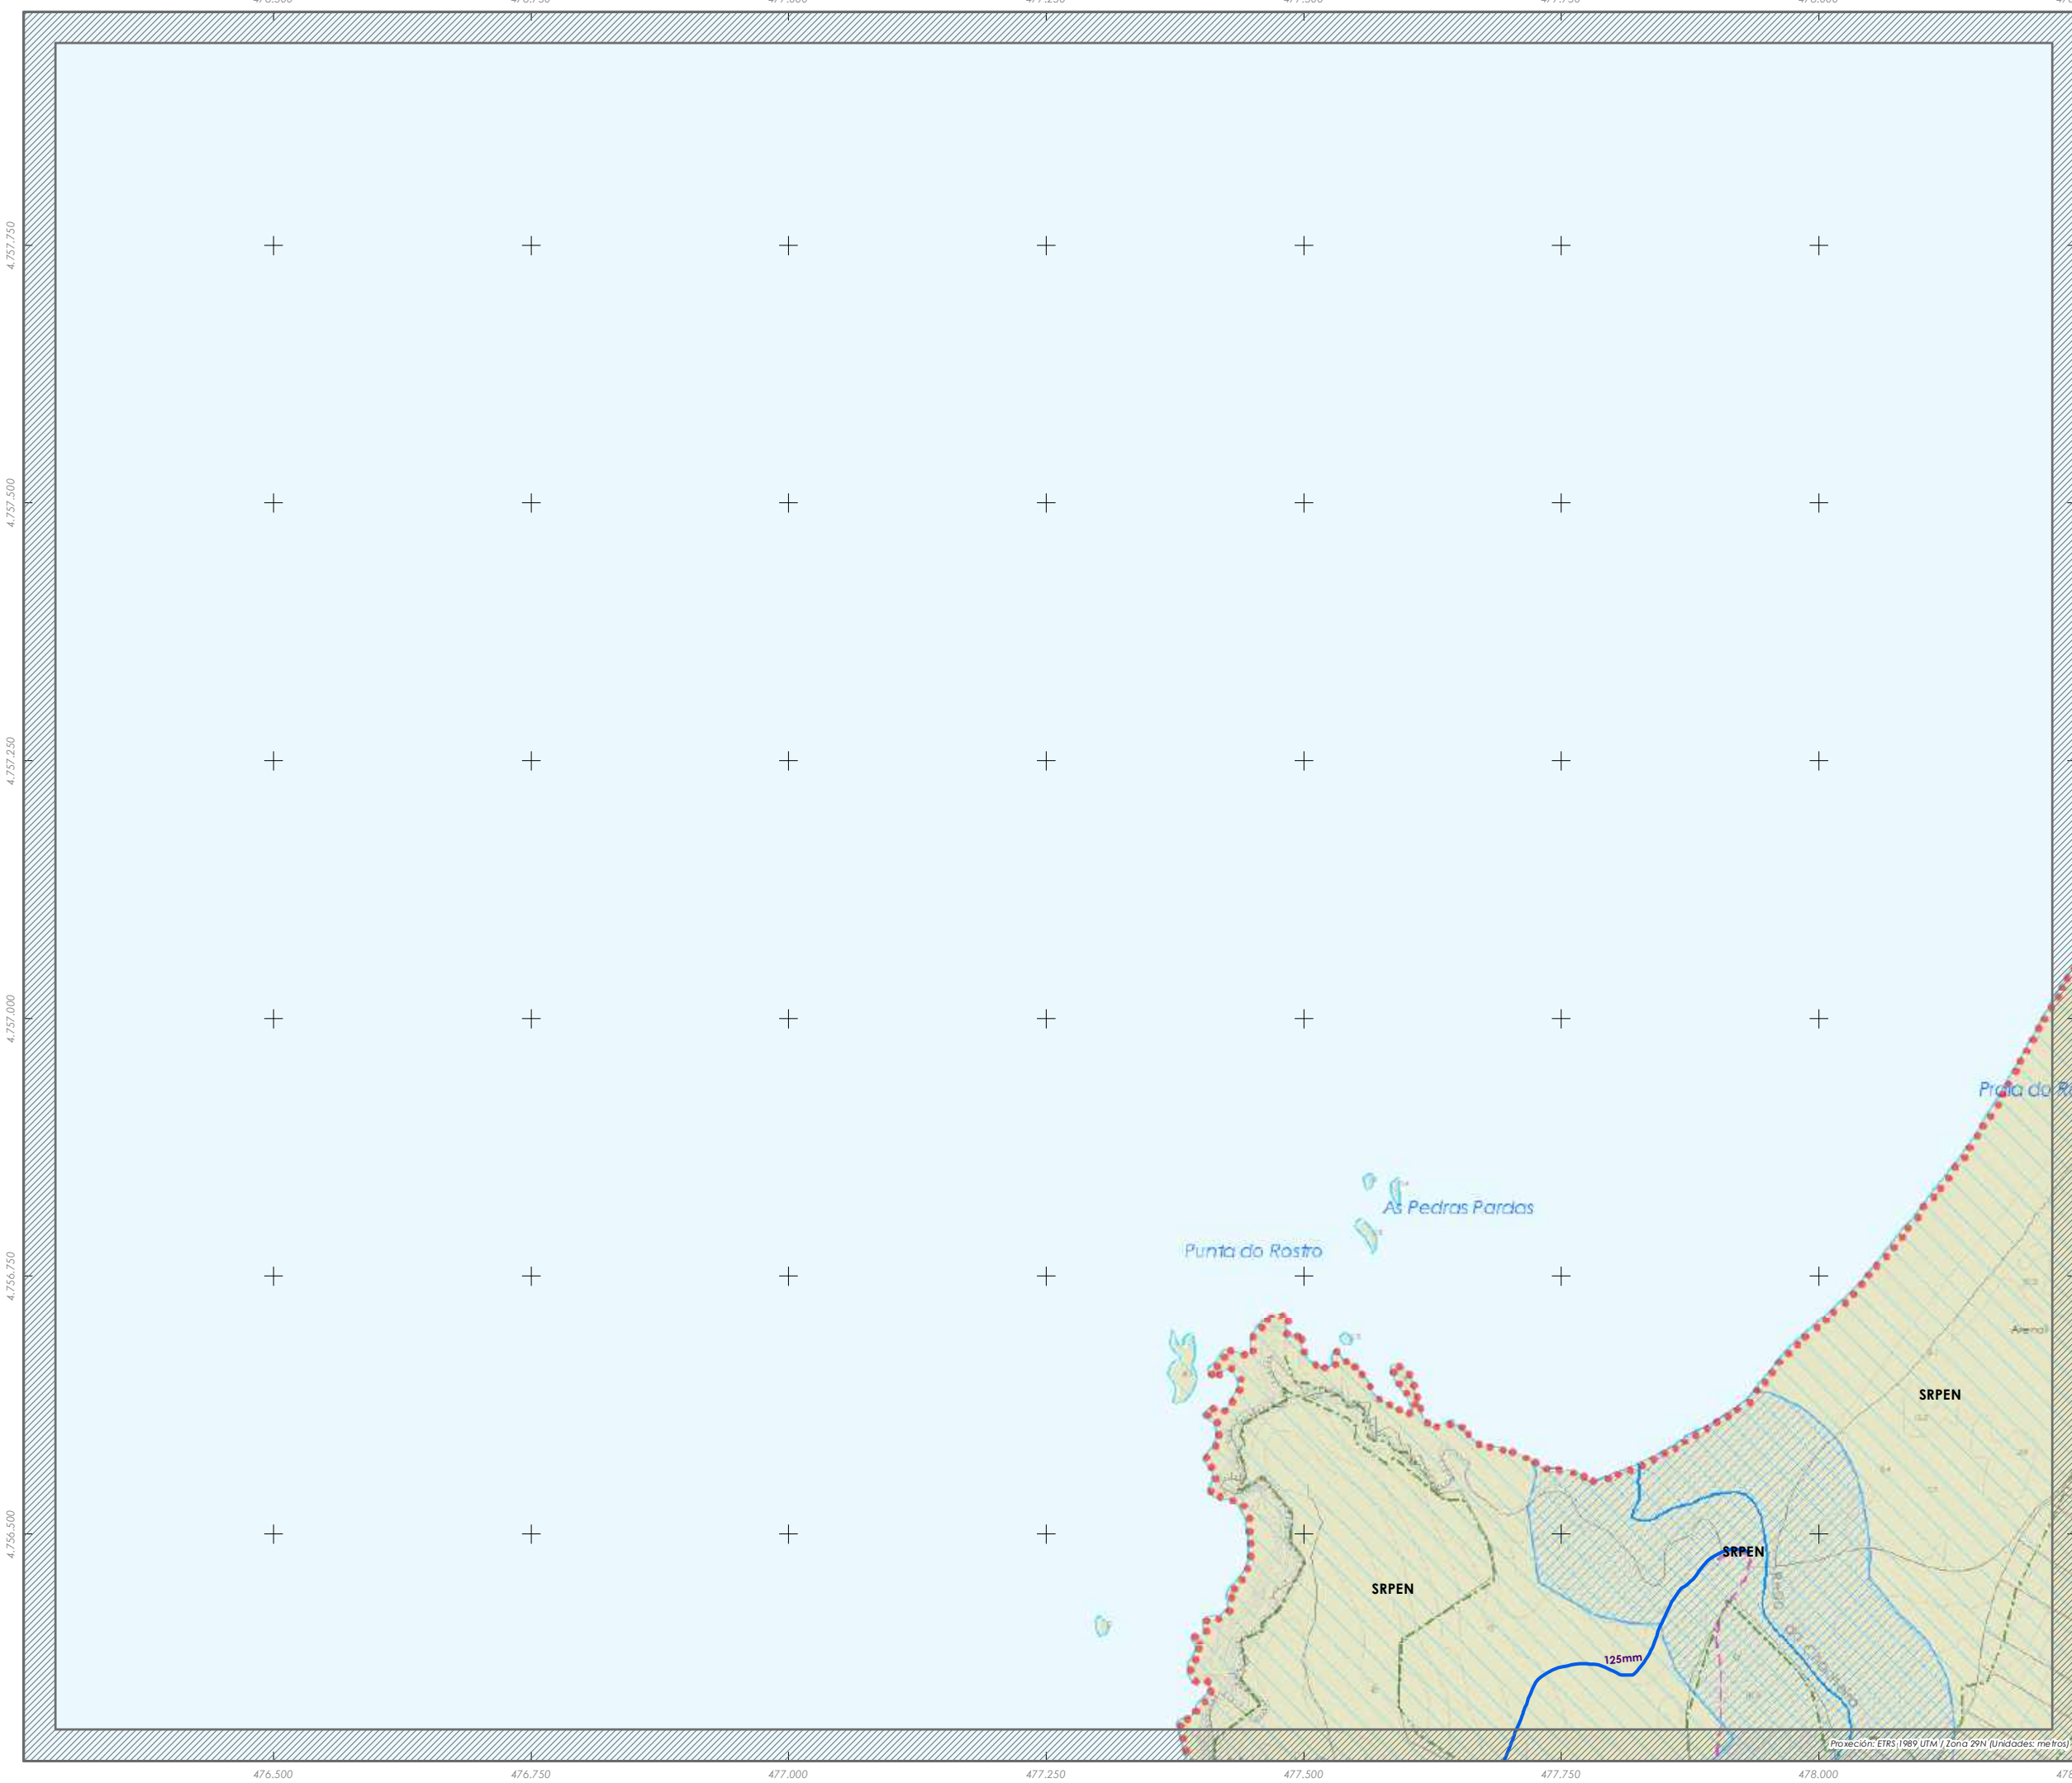 4.757.750
4.757.500
4.757.250
4.757.000
Praia do
As Pedras Pardas
Punta do Rostro
4.756.750
Arenal
SRPEN
4.756.500
SRPEN
SRPEN
125mm
Proxección: ETRS 1989 UTM / Zona 29N (Unidades: metros)
476.500 476.750 477.000 477.250 477.500 477.750 478.000